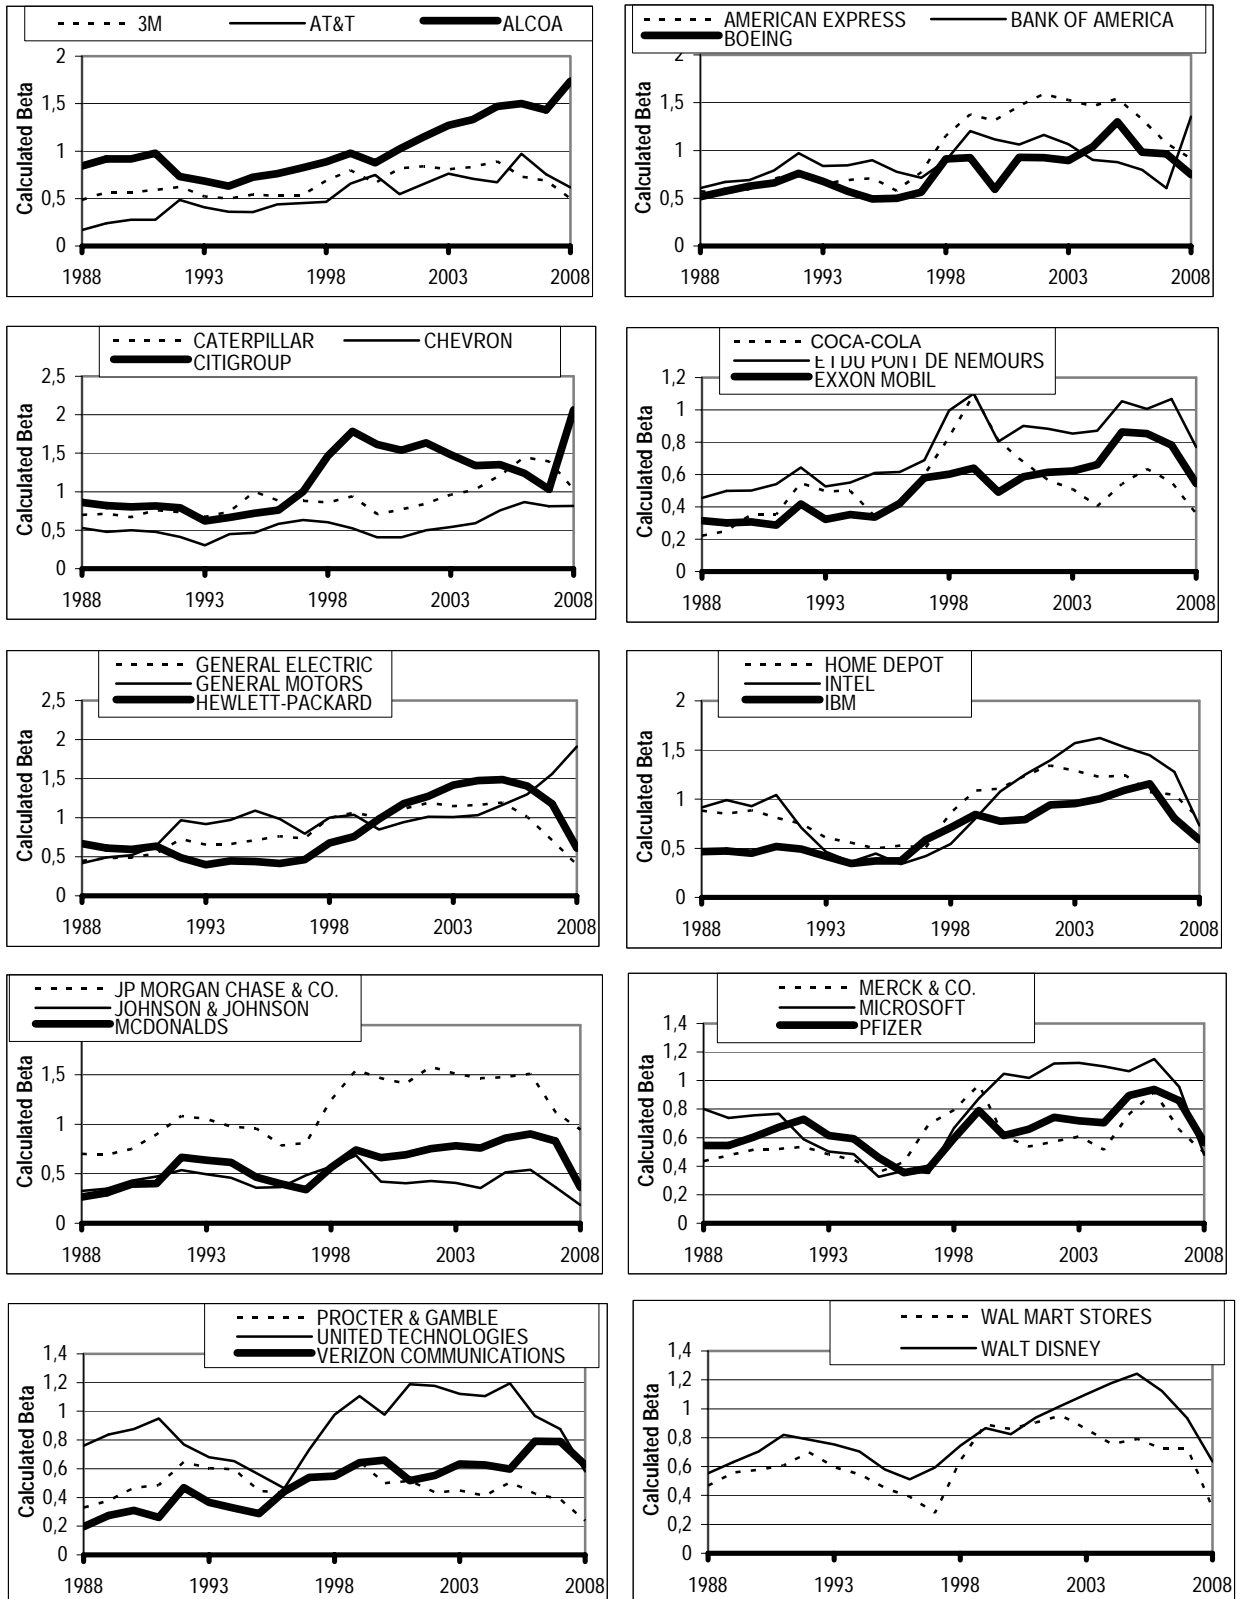 3M AT&T ALCOA
Calculated Beta
2
1,5
1
0,5
0
1988 1993 1998 2003 2008
AMERICAN EXPRESS BANK OF AMERICA
BOEING
Calculated Beta
2
1,5
1
0,5
0
1988 1993 1998 2003 2008
CATERPILLAR CHEVRON
CITIGROUP
Calculated Beta
2,5
2
1,5
1
0,5
0
1988 1993 1998 2003 2008
COCA-COLA
E I DU PONT DE NEMOURS
EXXON MOBIL
Calculated Beta
1,2
1
0,8
0,6
0,4
0,2
0
1988 1993 1998 2003 2008
GENERAL ELECTRIC
GENERAL MOTORS
HEWLETT-PACKARD
Calculated Beta
2,5
2
1,5
1
0,5
0
1988 1993 1998 2003 2008
HOME DEPOT
INTEL
IBM
Calculated Beta
2
1,5
1
0,5
0
1988 1993 1998 2003 2008
JP MORGAN CHASE & CO.
JOHNSON & JOHNSON
MCDONALDS
Calculated Beta
1,5
1
0,5
0
1988 1993 1998 2003 2008
MERCK & CO.
MICROSOFT
PFIZER
Calculated Beta
1,4
1,2
1
0,8
0,6
0,4
0,2
0
1988 1993 1998 2003 2008
PROCTER & GAMBLE
UNITED TECHNOLOGIES
VERIZON COMMUNICATIONS
Calculated Beta
1,4
1,2
1
0,8
0,6
0,4
0,2
0
1988 1993 1998 2003 2008
WAL MART STORES
WALT DISNEY
Calculated Beta
1,4
1,2
1
0,8
0,6
0,4
0,2
0
1988 1993 1998 2003 2008